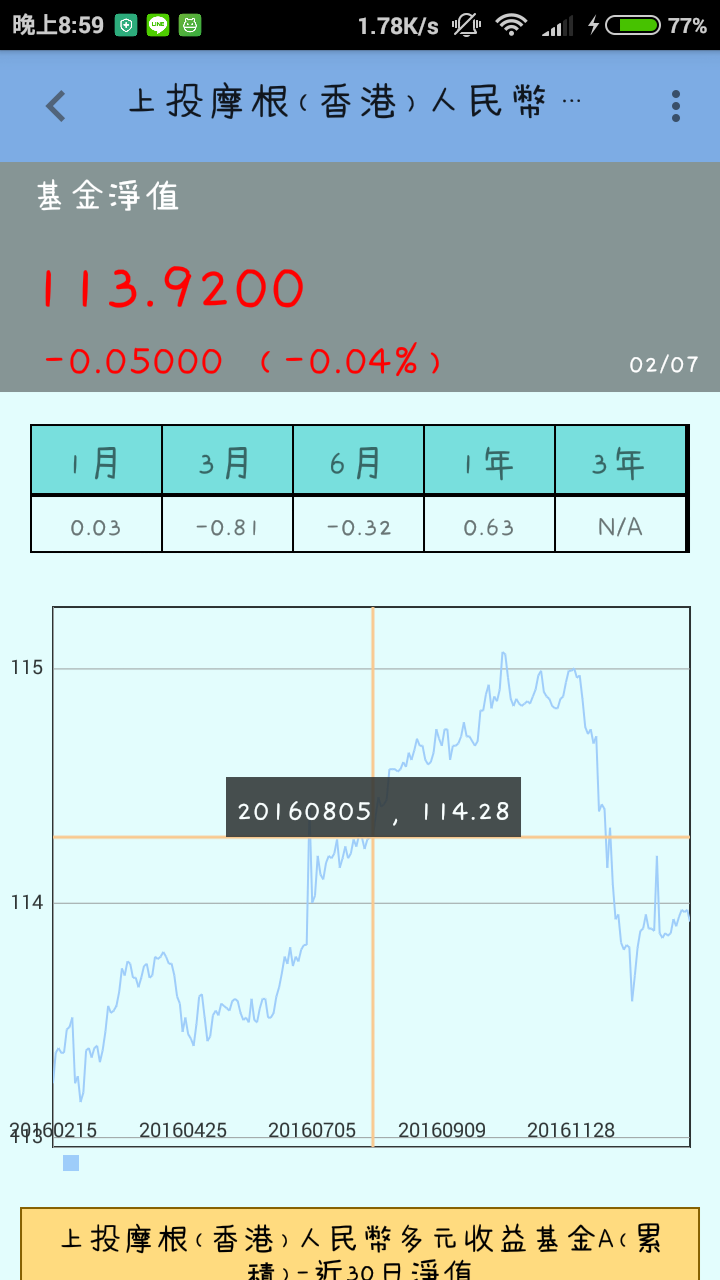 晚上8:59 LINE 1.78K/s 77%
上投摩根(香港)人民幣…
基金淨值
113.9200
-0.05000 (-0.04%) 02/07
1月 3月 6月 1年 3年
0.03 -0.81 -0.32 0.63 N/A
115
20160805 , 114.28
114
113
20160215 20160425 20160705 20160909 20161128
上投摩根(香港)人民幣多元收益基金A(累
積)-近30日淨值